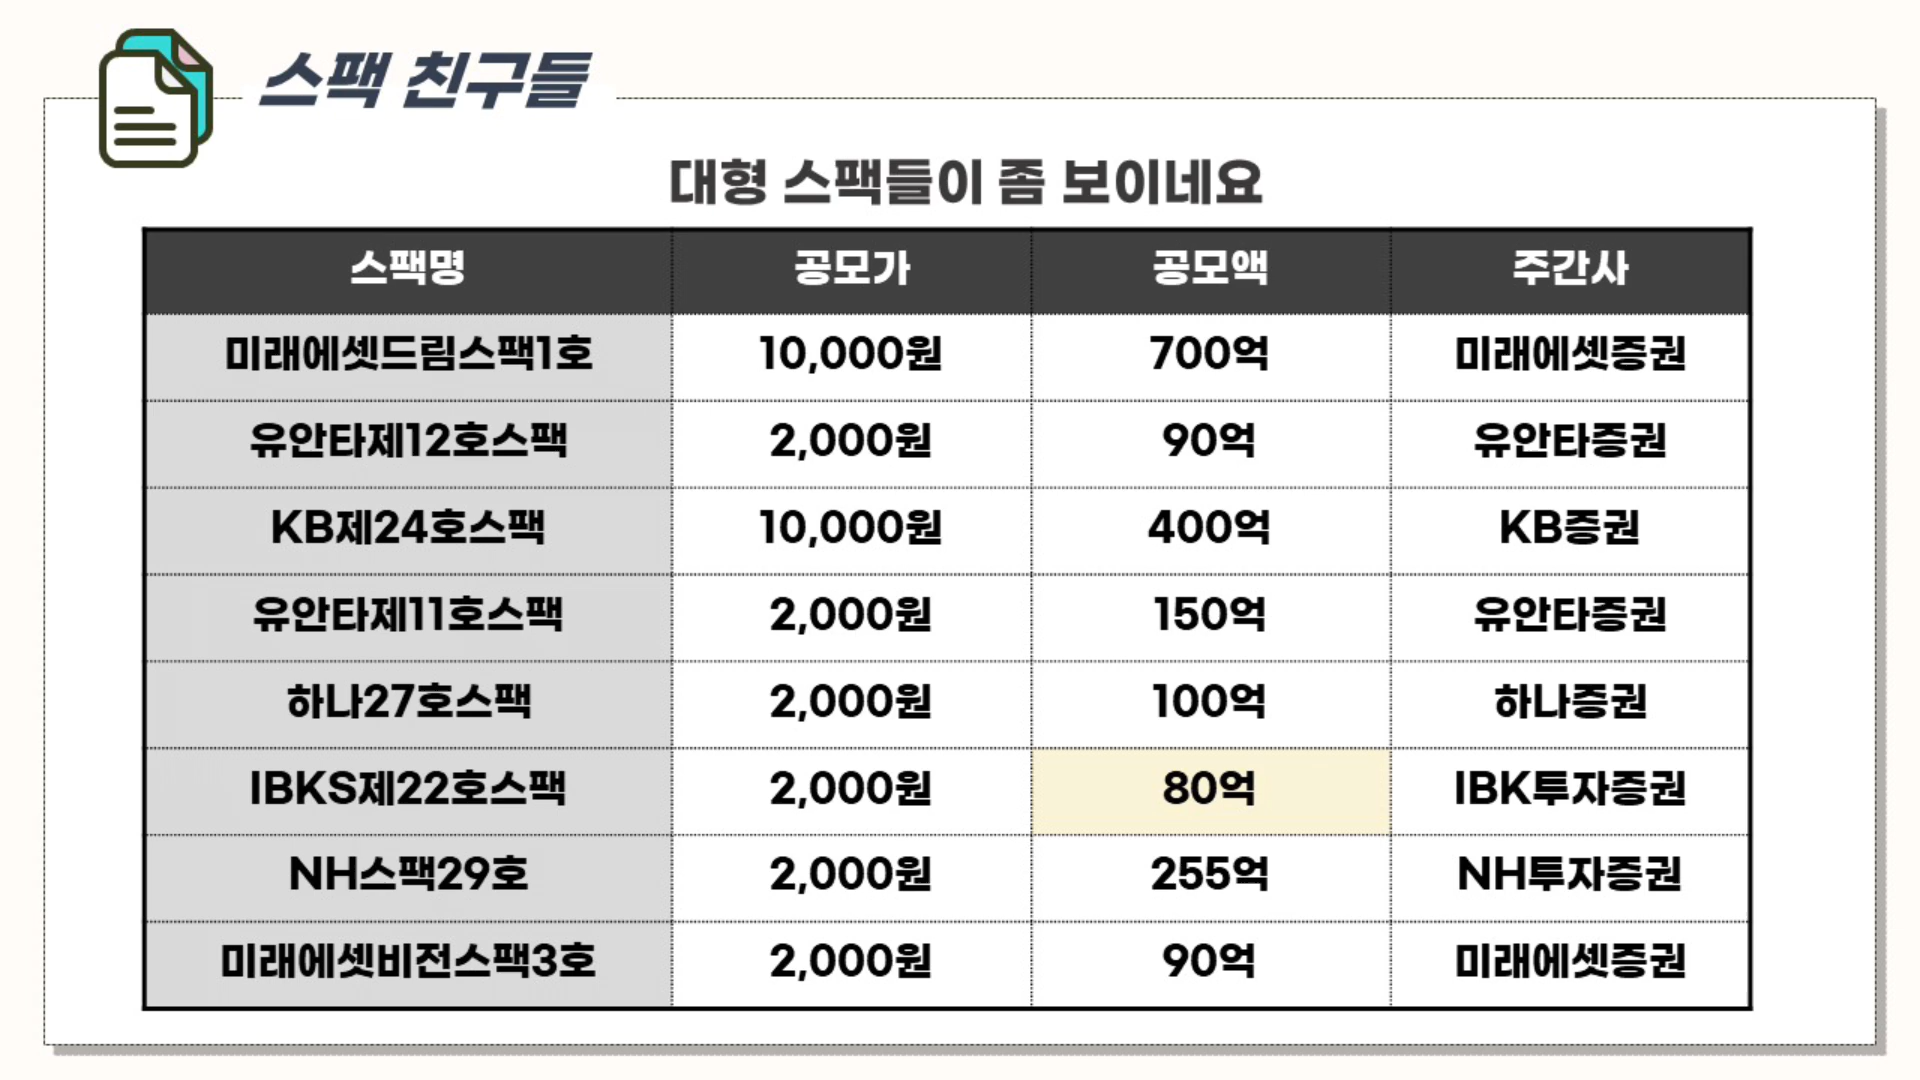 스팩 친구들
대형 스팩들이 좀 보이네요
스팩명 공모가 공모액 주간사
미래에셋드림스팩1호 10,000원 700억 미래에셋증권
유안타제12호스팩 2,000원 90억 유안타증권
KB제24호스팩 10,000원 400억 KB증권
유안타제11호스팩 2,000원 150억 유안타증권
하나27호스팩 2,000원 100억 하나증권
IBKS제22호스팩 2,000원 80억 IBK투자증권
NH스팩29호 2,000원 255억 NH투자증권
미래에셋비전스팩3호 2,000원 90억 미래에셋증권